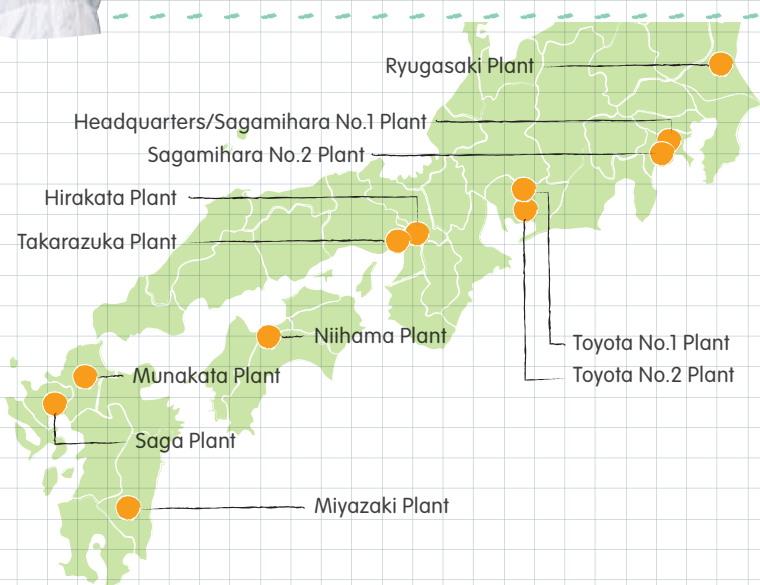 Ryugasaki Plant
Headquarters/Sagamihara No.1 Plant
Sagamihara No.2 Plant
Hirakata Plant
Takarazuka Plant
Niihama Plant
Toyota No.1 Plant
Toyota No.2 Plant
Munakata Plant
Saga Plant
Miyazaki Plant